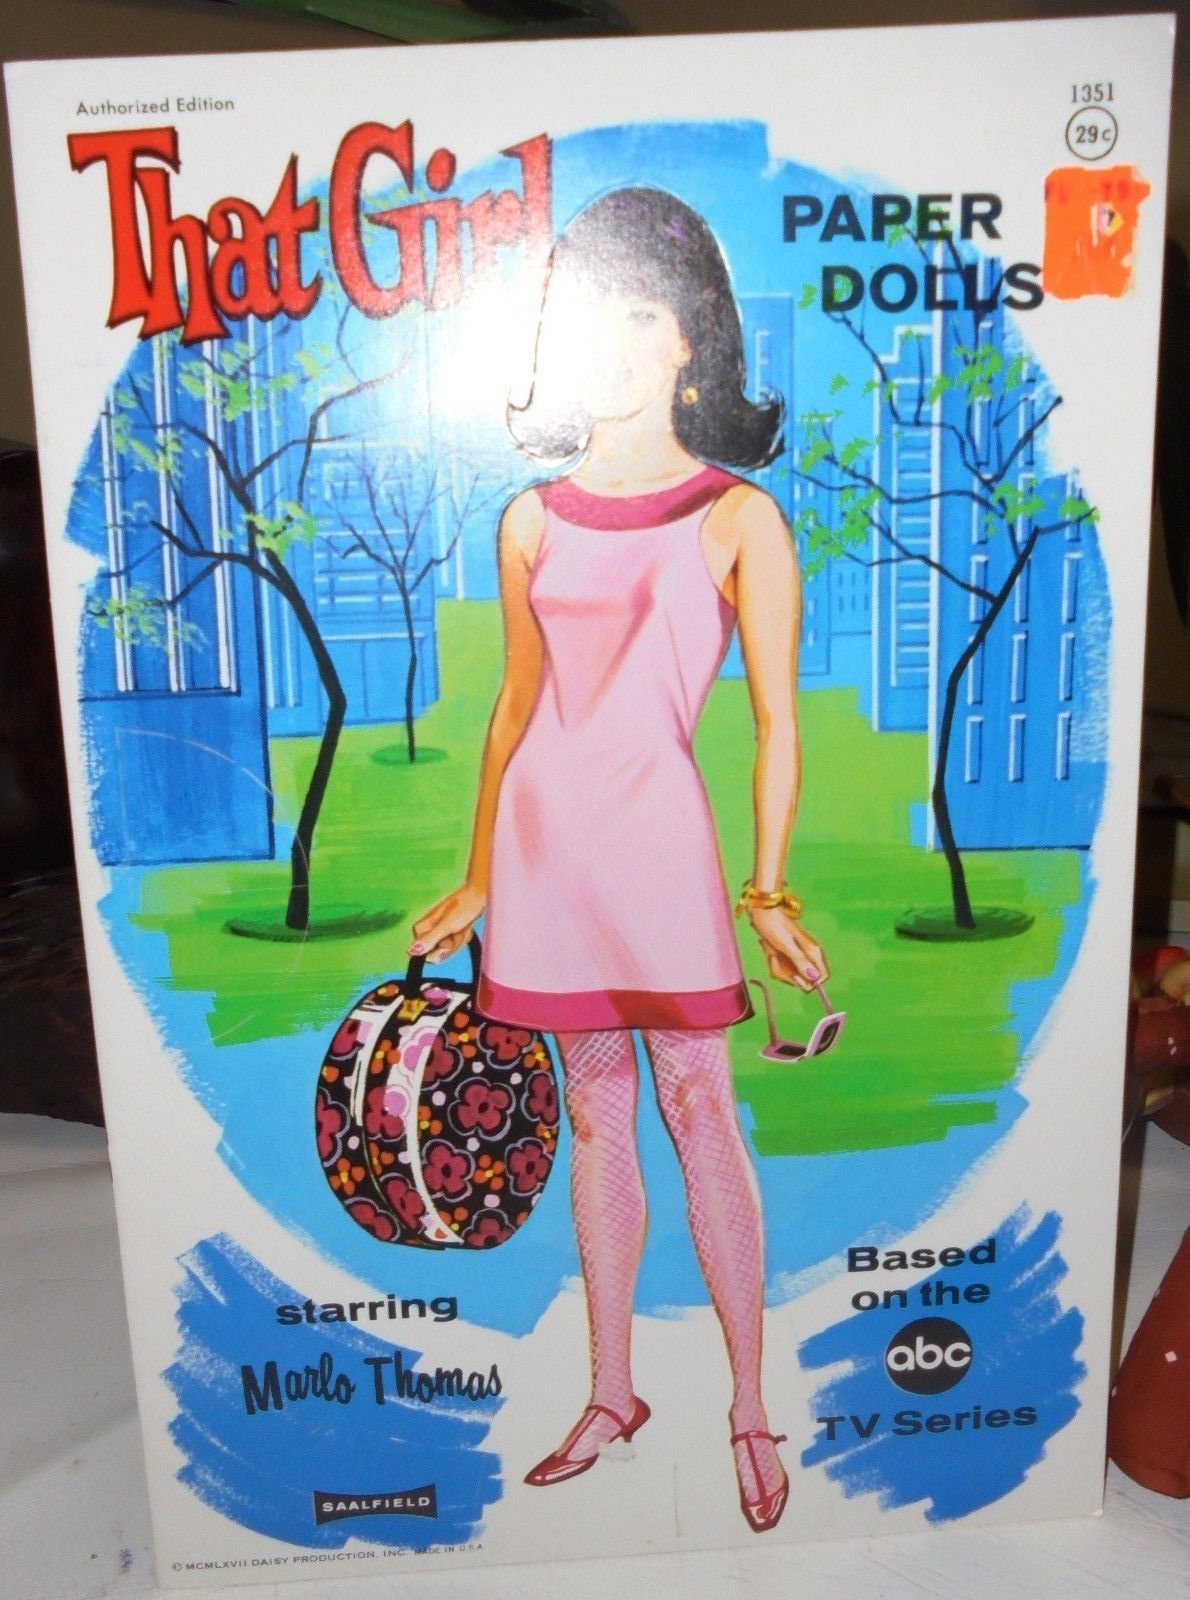 Authorized Edition
1351
29c
That Girl
PAPER
DOLLS
starring
Marlo Thomas
SAALFIELD
Based
on the
abc
TV Series
© MCMLXVII DAISY PRODUCTION, INC. MADE IN U.S.A.